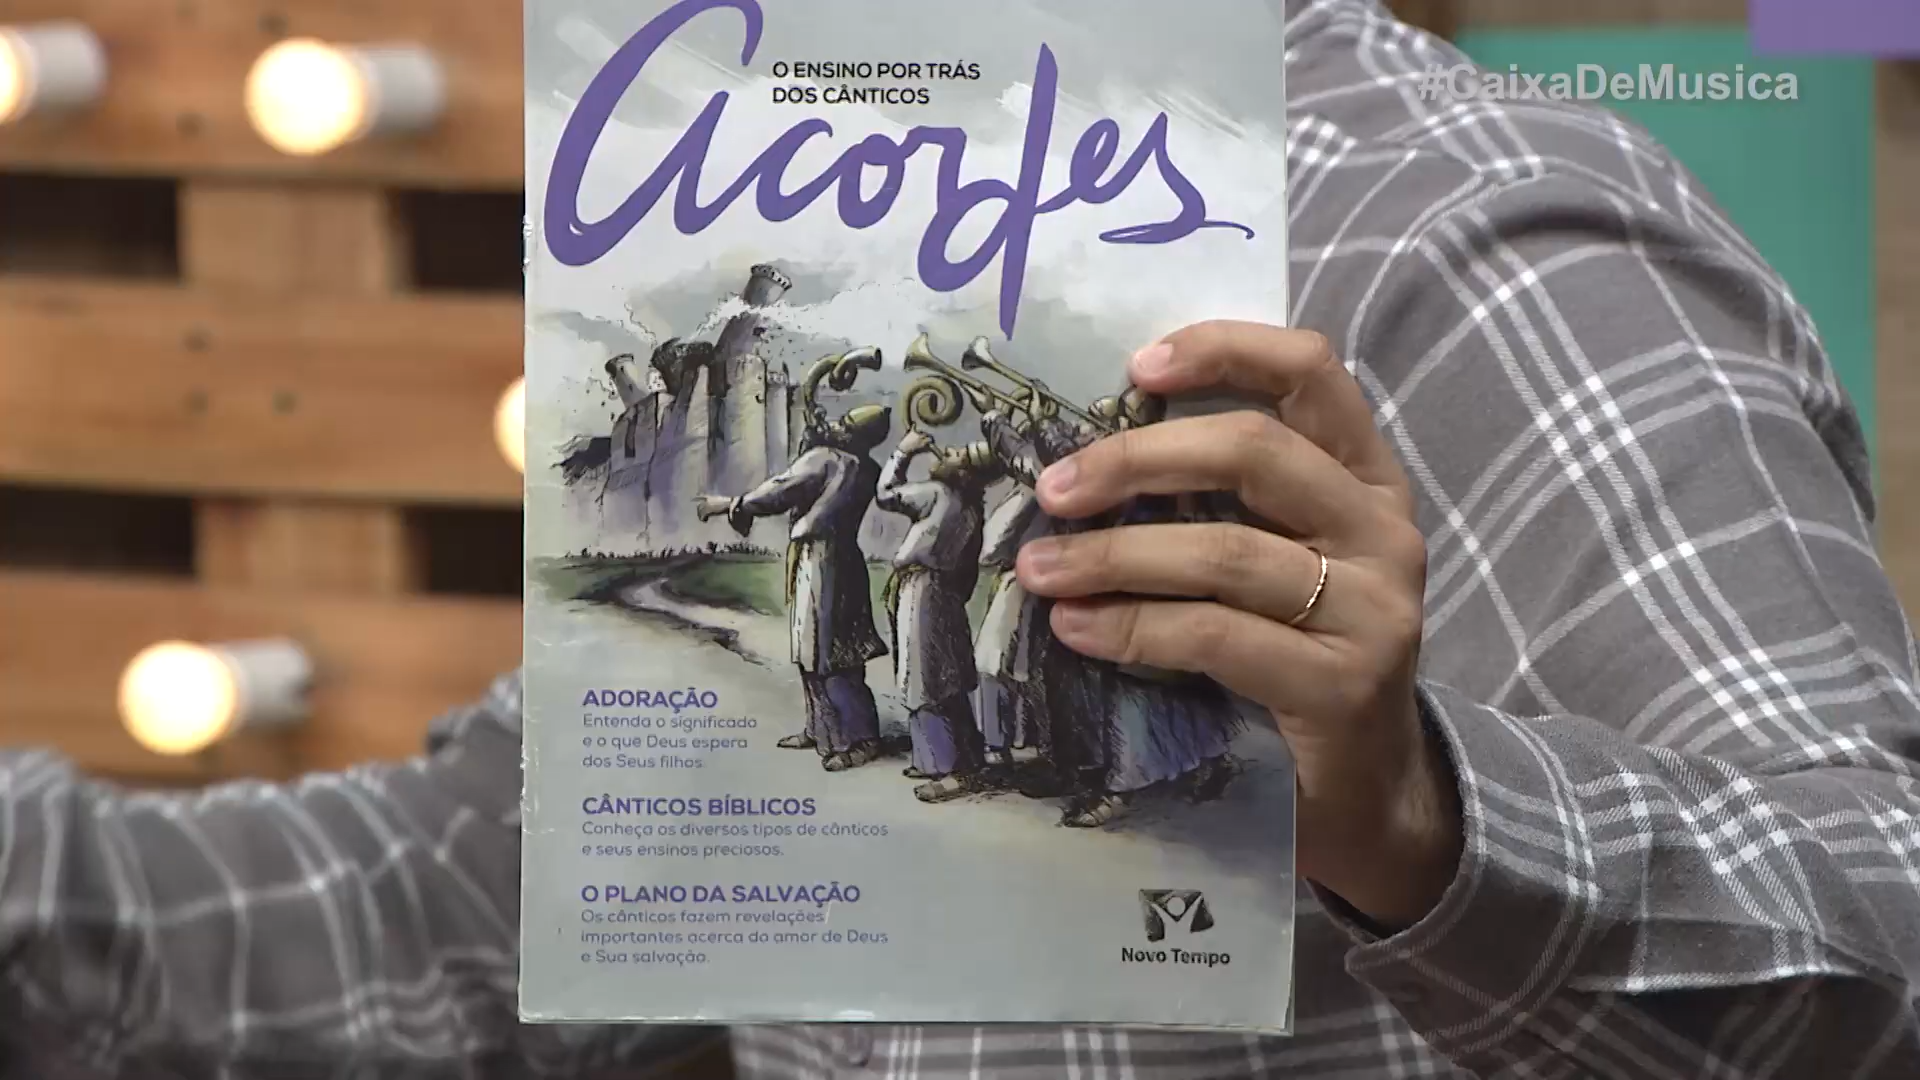 #CaixaDeMusica
O ENSINO POR TRÁS
DOS CÂNTICOS
Acordes
ADORAÇÃO
Entenda o significado
e o que Deus espera
dos Seus filhos.
CÂNTICOS BÍBLICOS
Conheça os diversos tipos de cânticos
e seus ensinos preciosos.
O PLANO DA SALVAÇÃO
Os cânticos fazem revelações
importantes acerca do amor de Deus
e Sua salvação.
Novo Tempo